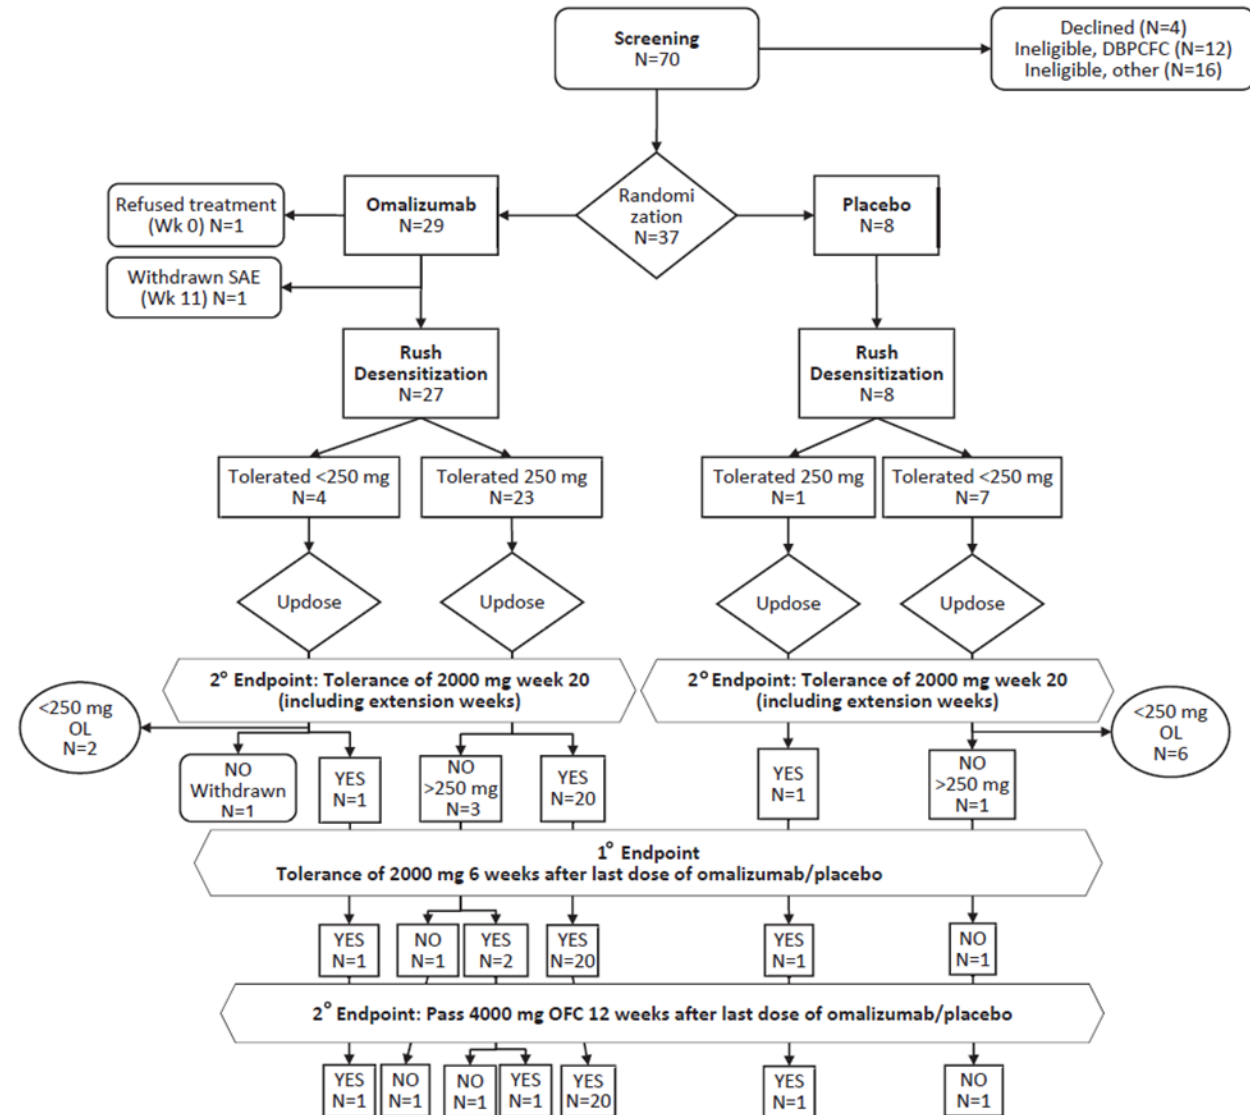 Screening
N=70
Declined (N=4)
Ineligible, DBPCFC (N=12)
Ineligible, other (N=16)
Randomi
zation
N=37
Refused treatment
(Wk 0) N=1
Omalizumab
N=29
Placebo
N=8
Withdrawn SAE
(Wk 11) N=1
Rush
Desensitization
N=27
Rush
Desensitization
N=8
Tolerated <250 mg
N=4
Tolerated 250 mg
N=23
Tolerated 250 mg
N=1
Tolerated <250 mg
N=7
Updose
Updose
Updose
Updose
2° Endpoint: Tolerance of 2000 mg week 20
(including extension weeks)
2° Endpoint: Tolerance of 2000 mg week 20
(including extension weeks)
<250 mg
OL
N=2
<250 mg
OL
N=6
NO
Withdrawn
N=1
YES
N=1
NO
>250 mg
N=3
YES
N=20
YES
N=1
NO
>250 mg
N=1
1° Endpoint
Tolerance of 2000 mg 6 weeks after last dose of omalizumab/placebo
YES
N=1
NO
N=1
YES
N=2
YES
N=20
YES
N=1
NO
N=1
2° Endpoint: Pass 4000 mg OFC 12 weeks after last dose of omalizumab/placebo
YES
N=1
NO
N=1
NO
N=1
YES
N=1
YES
N=20
YES
N=1
NO
N=1